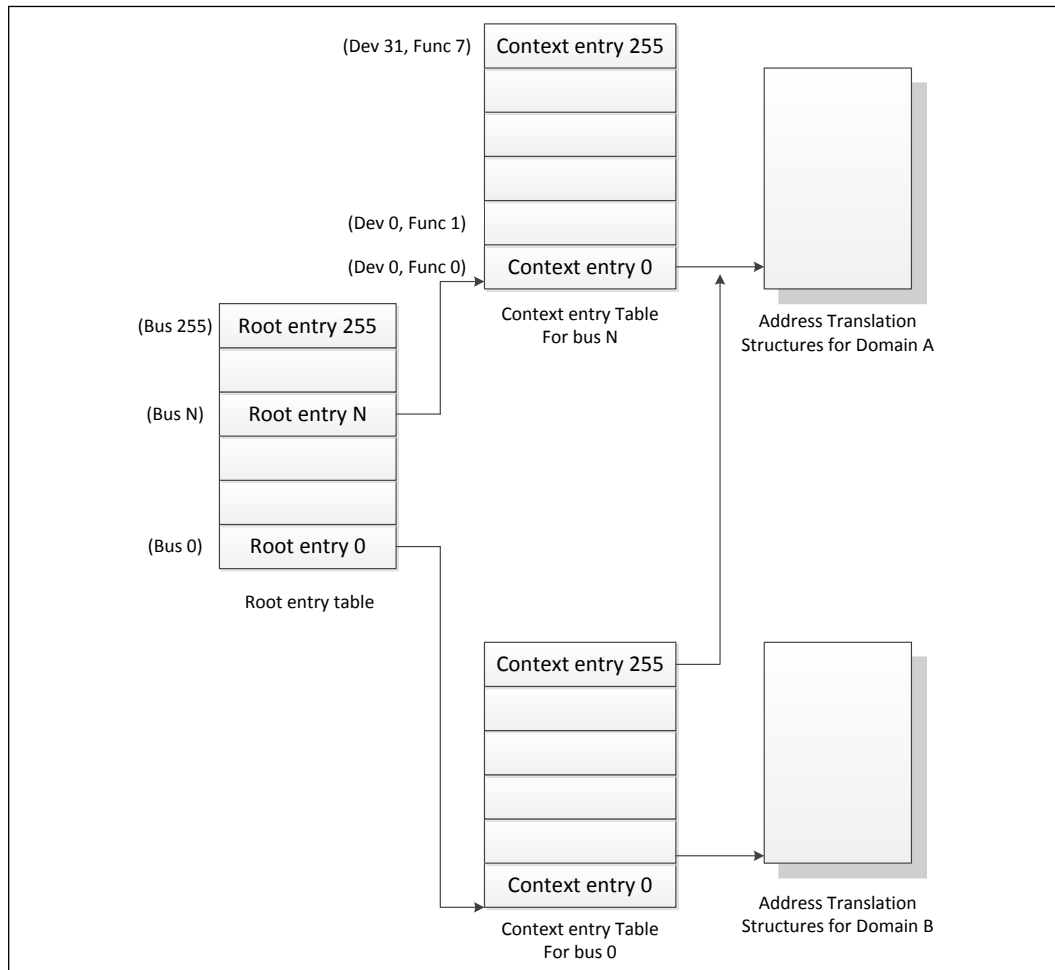 (Dev 31, Func 7)
Context entry 255
(Dev 0, Func 1)
(Dev 0, Func 0)
Context entry 0
Context entry Table
For bus N
Address Translation
Structures for Domain A
(Bus 255)
Root entry 255
(Bus N)
Root entry N
(Bus 0)
Root entry 0
Root entry table
Context entry 255
Context entry 0
Context entry Table
For bus 0
Address Translation
Structures for Domain B